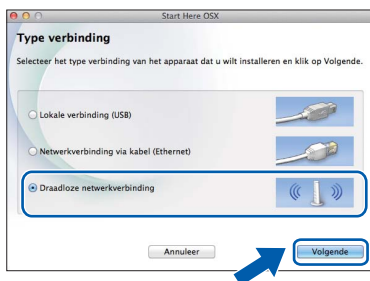 Start Here OSX
Type verbinding
Selecteer het type verbinding van het apparaat dat u wilt installeren en klik op Volgende.
Lokale verbinding (USB)
Netwerkverbinding via kabel (Ethernet)
Draadloze netwerkverbinding
Annuleer
Volgende